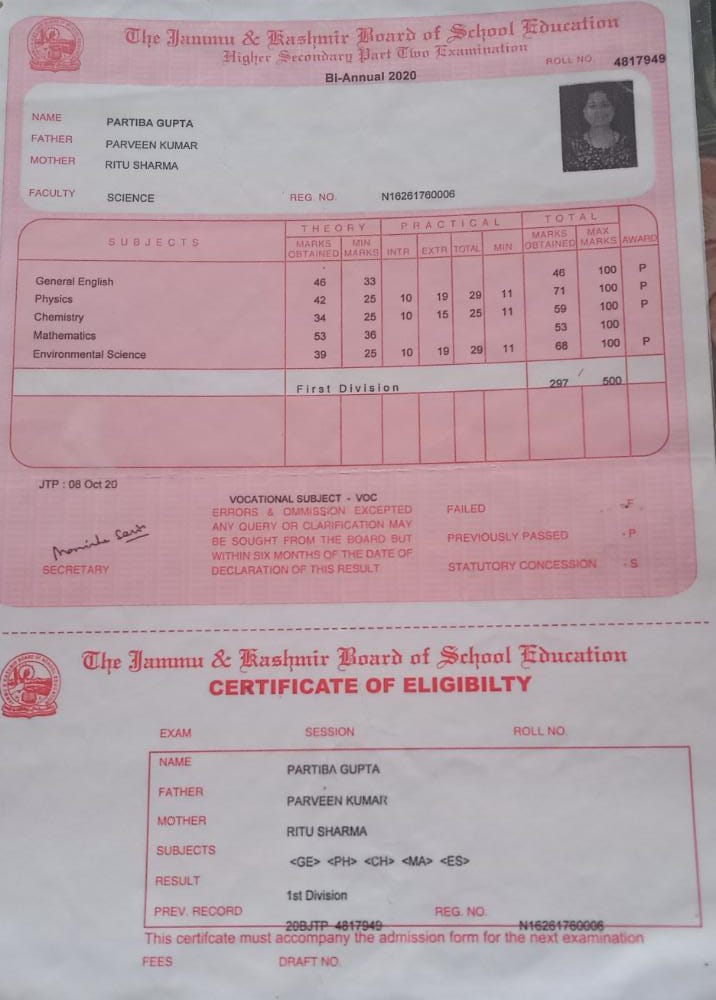 The Jammu & Kashmir Board of School Education
Higher Secondary Part Two Examination
ROLL NO. 4817949
Bi-Annual 2020
NAME PARTIBA GUPTA
FATHER PARVEEN KUMAR
MOTHER RITU SHARMA
FACULTY SCIENCE REG. NO. N16261760006
SUBJECTS THEORY PRACTICAL TOTAL
MARKS OBTAINED MIN MARKS INTR EXTR TOTAL MIN MARKS OBTAINED MAX MARKS AWARD
General English 46 33 46 100 P
Physics 42 25 10 19 29 11 71 100 P
Chemistry 34 25 10 15 25 11 59 100 P
Mathematics 53 36 53 100
Environmental Science 39 25 10 19 29 11 68 100 P
First Division 297 / 500
JTP : 08 Oct 20
VOCATIONAL SUBJECT - VOC
ERRORS & OMMISSION EXCEPTED
ANY QUERY OR CLARIFICATION MAY
BE SOUGHT FROM THE BOARD BUT
WITHIN SIX MONTHS OF THE DATE OF
DECLARATION OF THIS RESULT
FAILED - F
PREVIOUSLY PASSED - P
STATUTORY CONCESSION - S
SECRETARY
The Jammu & Kashmir Board of School Education
CERTIFICATE OF ELIGIBILTY
EXAM SESSION ROLL NO.
NAME PARTIBA GUPTA
FATHER PARVEEN KUMAR
MOTHER RITU SHARMA
SUBJECTS <GE> <PH> <CH> <MA> <ES>
RESULT 1st Division
PREV. RECORD 20BJTP 4817949 REG. NO. N16261760006
This certifcate must accompany the admission form for the next examination
FEES DRAFT NO.